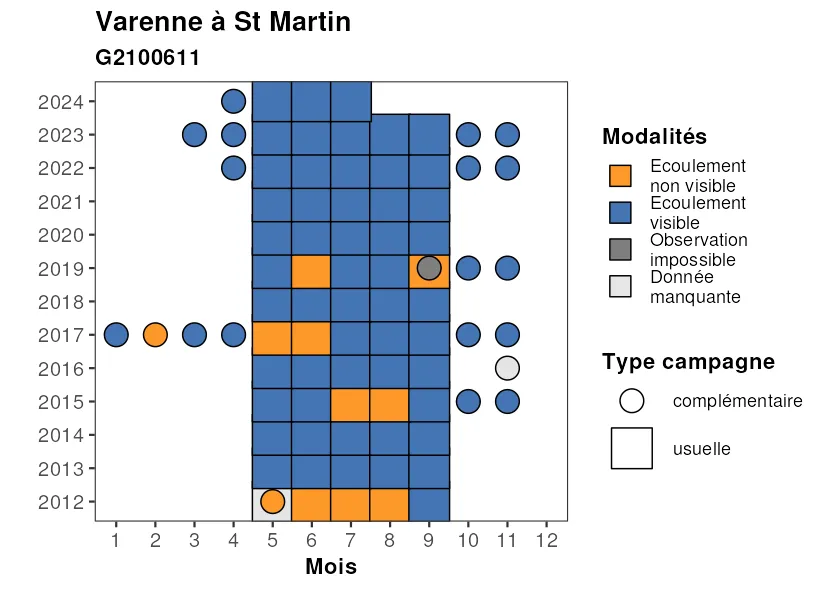 Varenne à St Martin
G2100611
2024
2023
2022
2021
2020
2019
2018
2017
2016
2015
2014
2013
2012
1 2 3 4 5 6 7 8 9 10 11 12
Mois
Modalités
Ecoulement
non visible
Ecoulement
visible
Observation
impossible
Donnée
manquante
Type campagne
complémentaire
usuelle